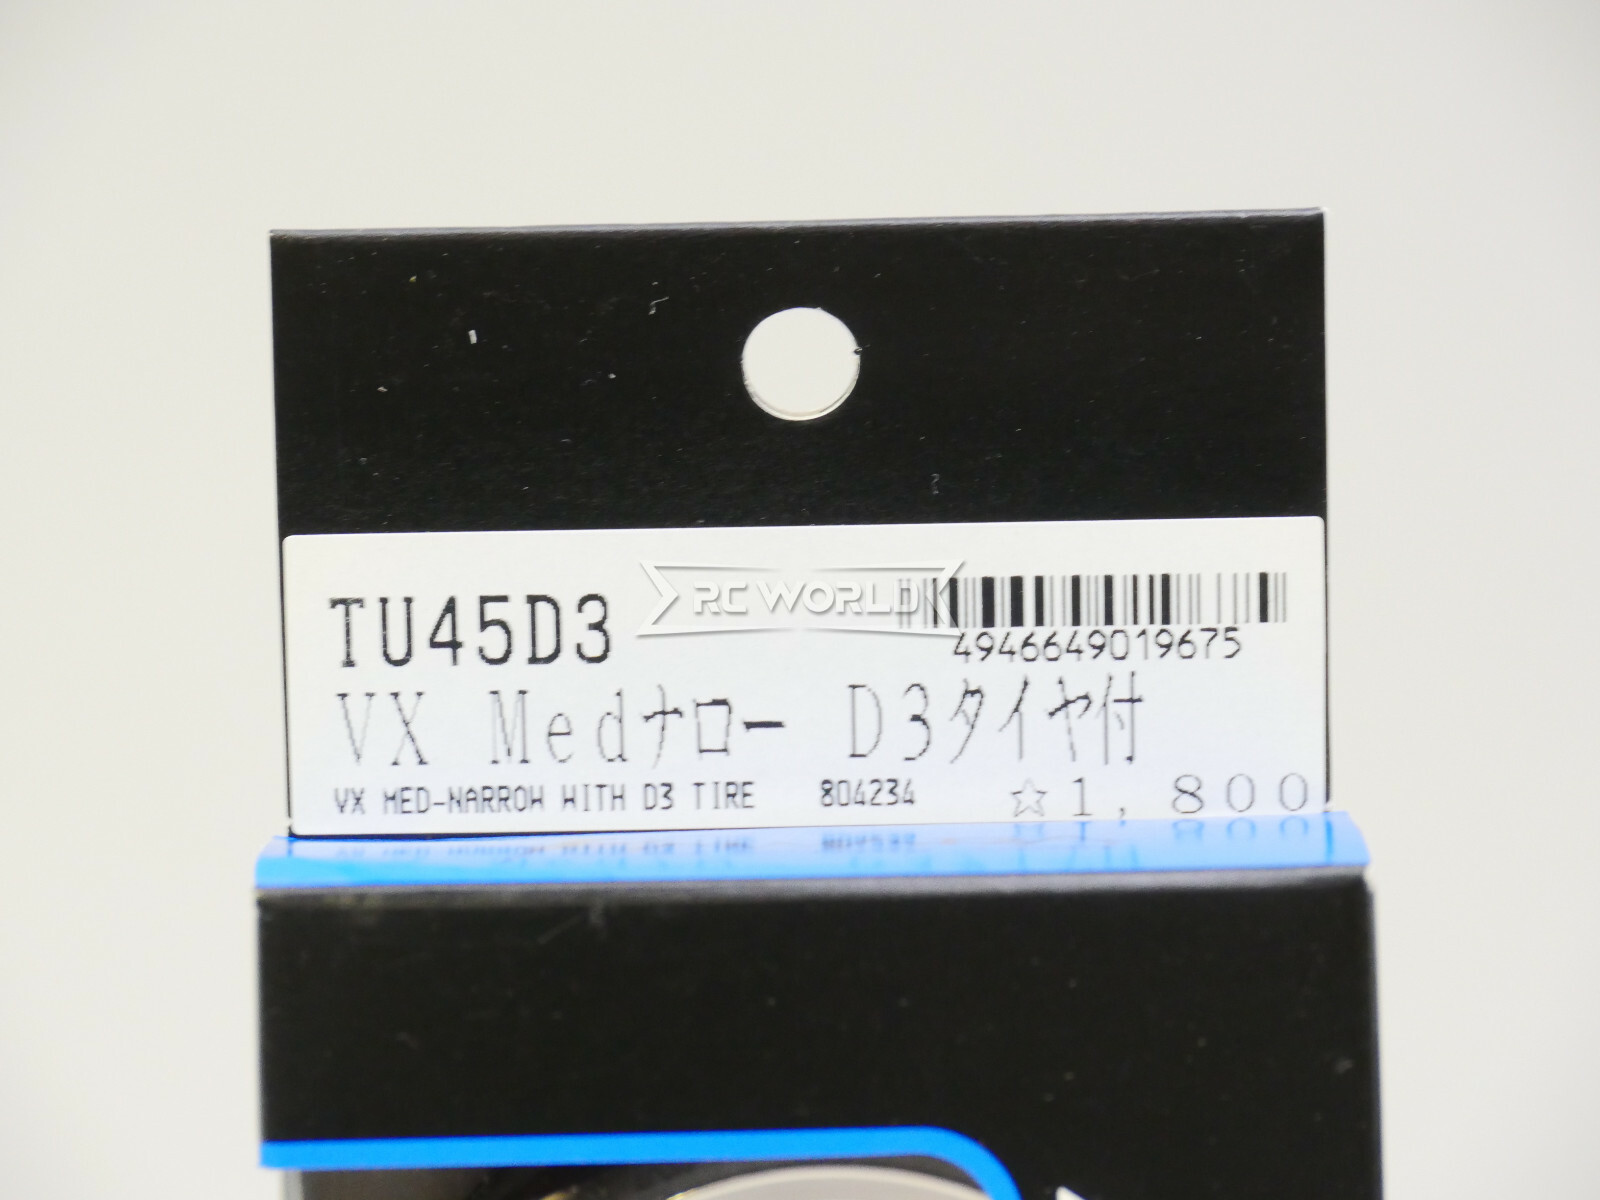 TU45D3
RC WORLD
4946649019675
VX Medナロー D3タイヤ付
VX MED-NARROW WITH D3 TIRE 804234 ☆1,800